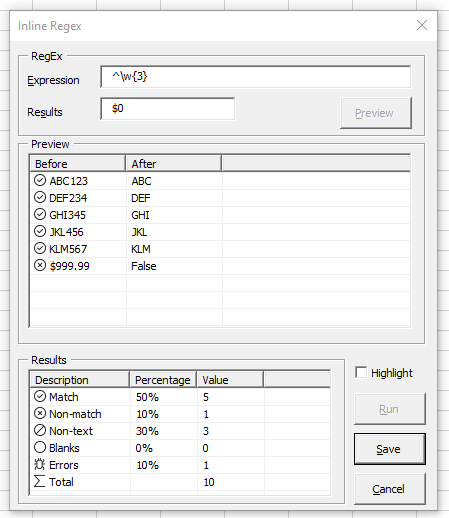 Inline Regex
RegEx
Expression ^\w{3}
Results $0 Preview
Preview
Before After
ABC123 ABC
DEF234 DEF
GHI345 GHI
JKL456 JKL
KLM567 KLM
$999.99 False
Results
Description Percentage Value
Match 50% 5
Non-match 10% 1
Non-text 30% 3
Blanks 0% 0
Errors 10% 1
Total 10
Highlight
Run
Save
Cancel